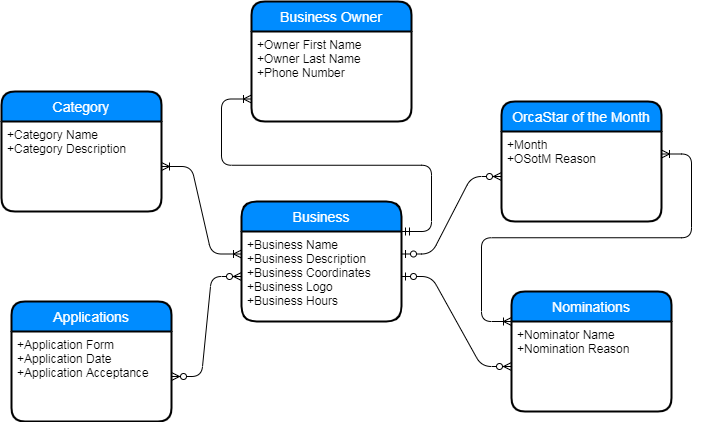 Business Owner
+Owner First Name
+Owner Last Name
+Phone Number
Category
+Category Name
+Category Description
OrcaStar of the Month
+Month
+OSotM Reason
Business
+Business Name
+Business Description
+Business Coordinates
+Business Logo
+Business Hours
Applications
+Application Form
+Application Date
+Application Acceptance
Nominations
+Nominator Name
+Nomination Reason